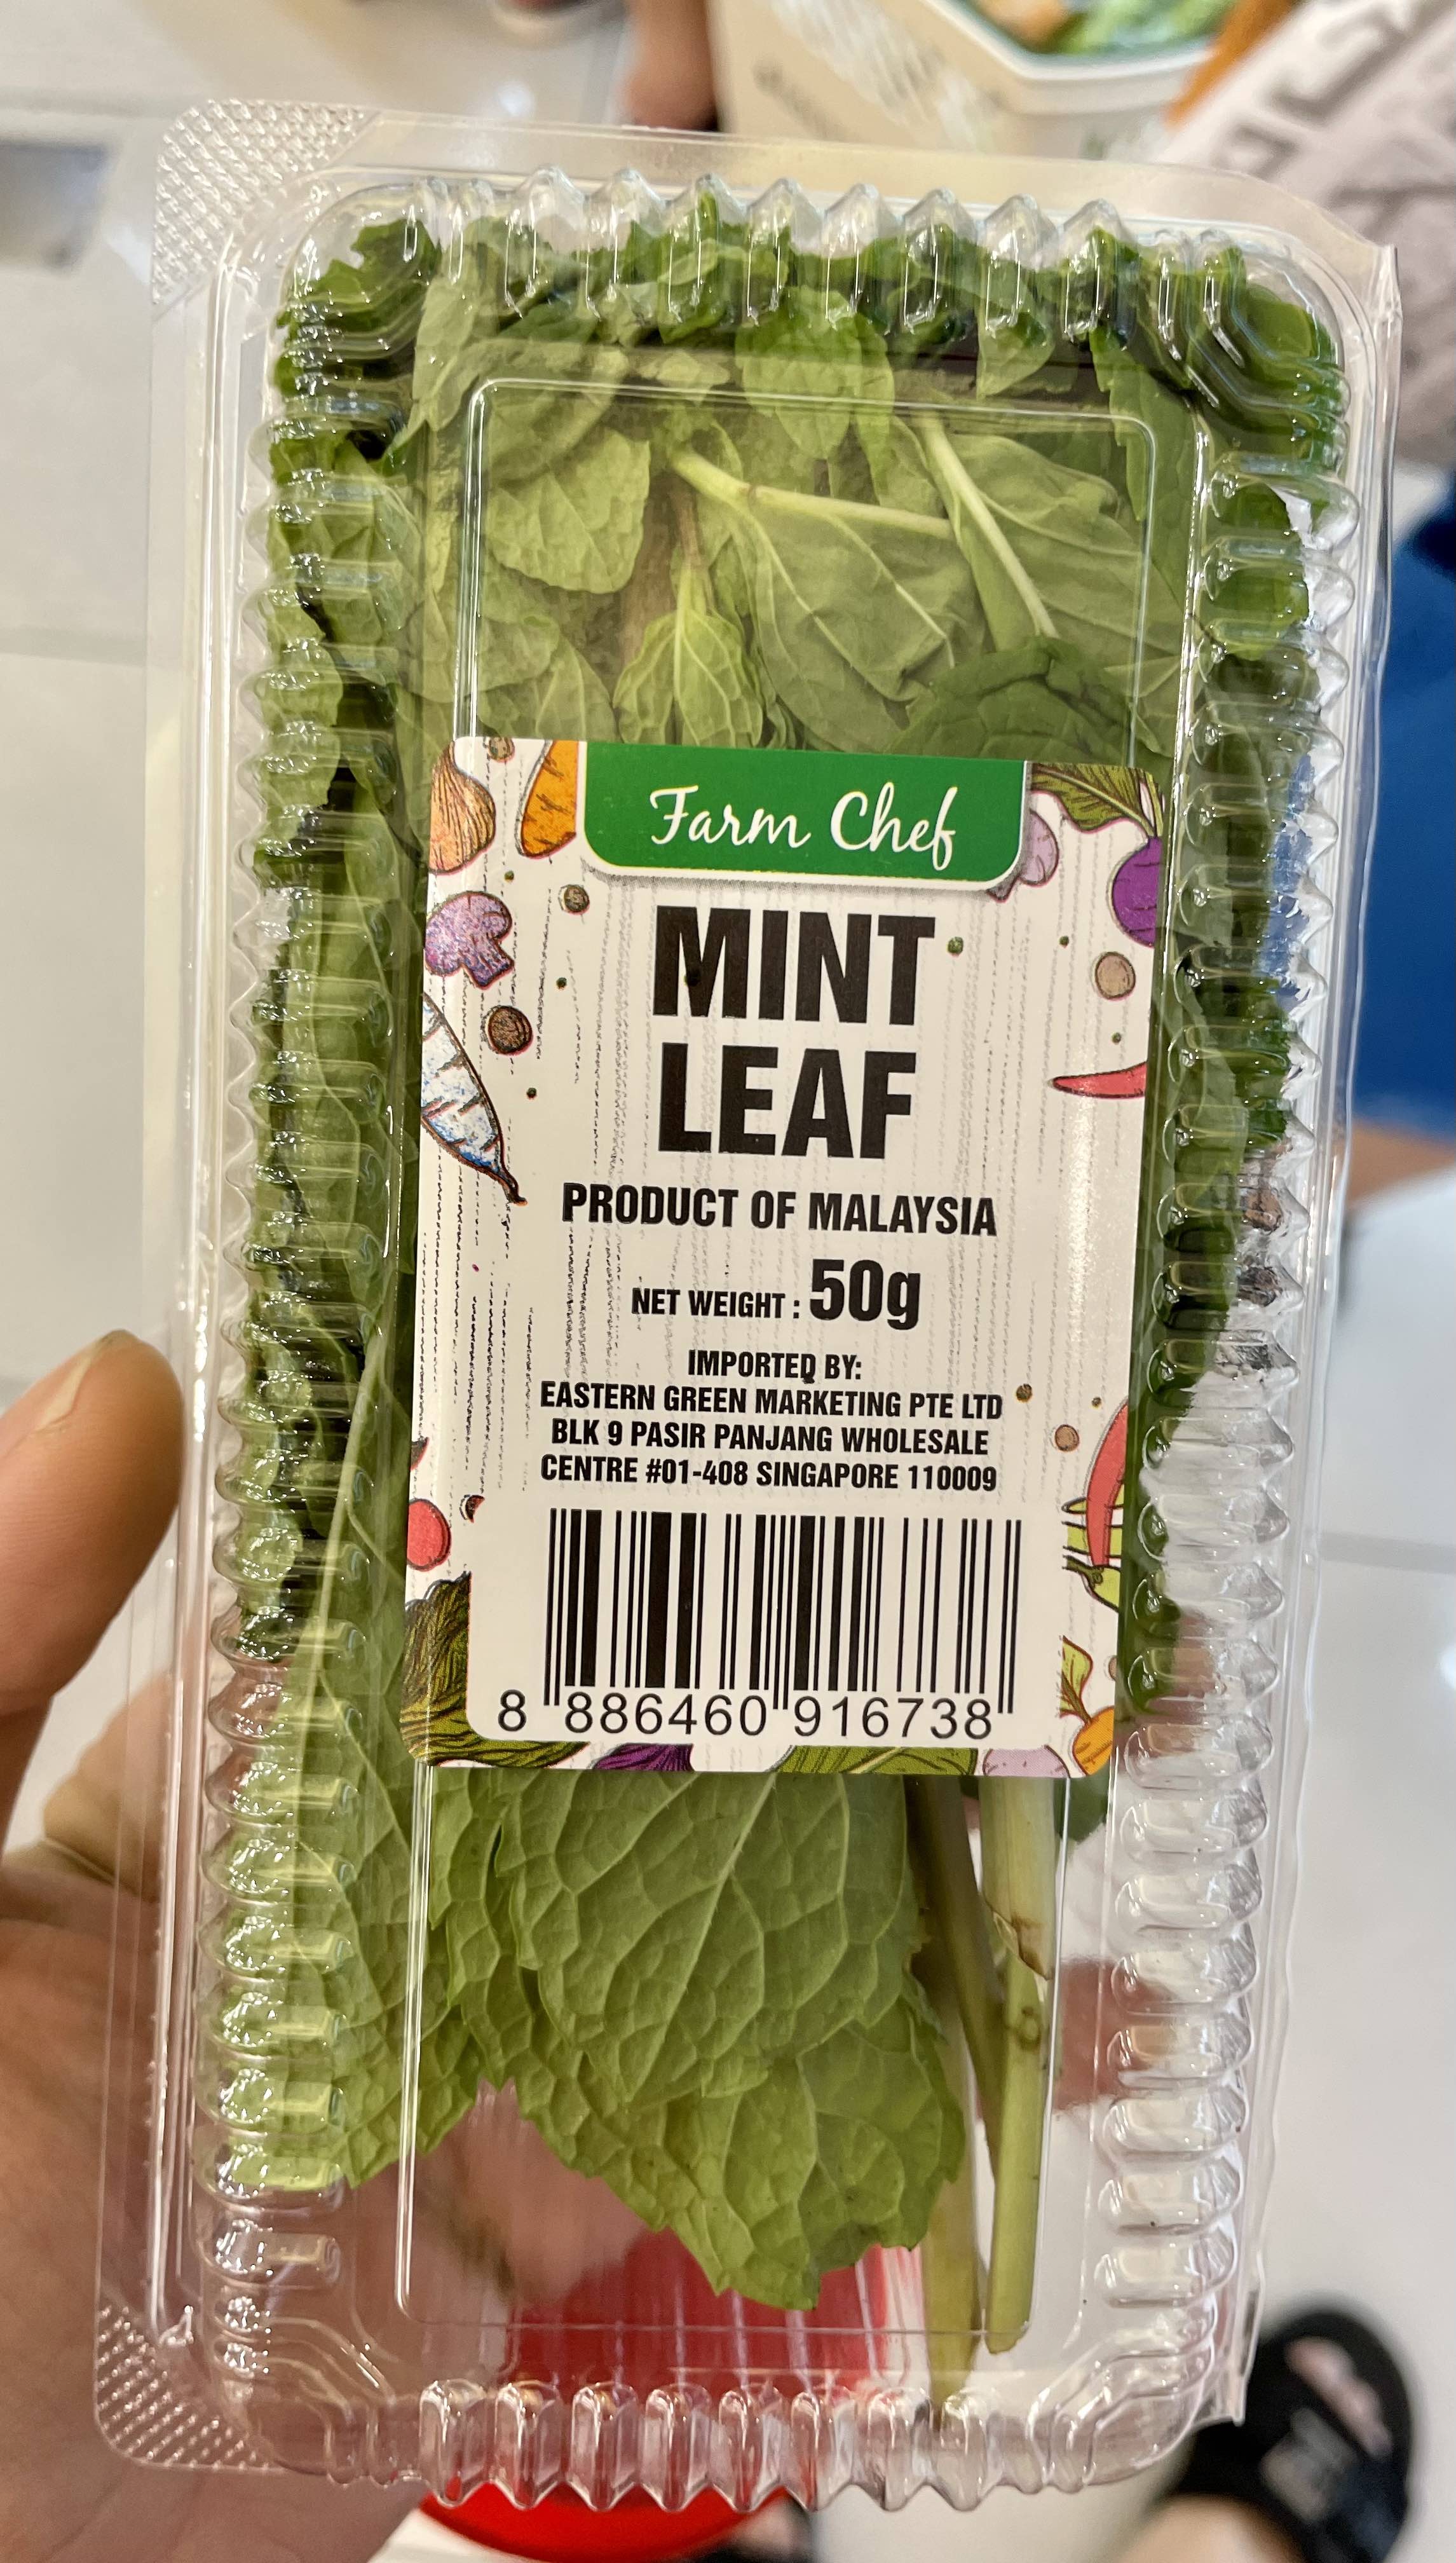 Farm Chef
MINT
LEAF
PRODUCT OF MALAYSIA
NET WEIGHT : 50g
IMPORTED BY:
EASTERN GREEN MARKETING PTE LTD
BLK 9 PASIR PANJANG WHOLESALE
CENTRE #01-408 SINGAPORE 110009
8 886460 916738